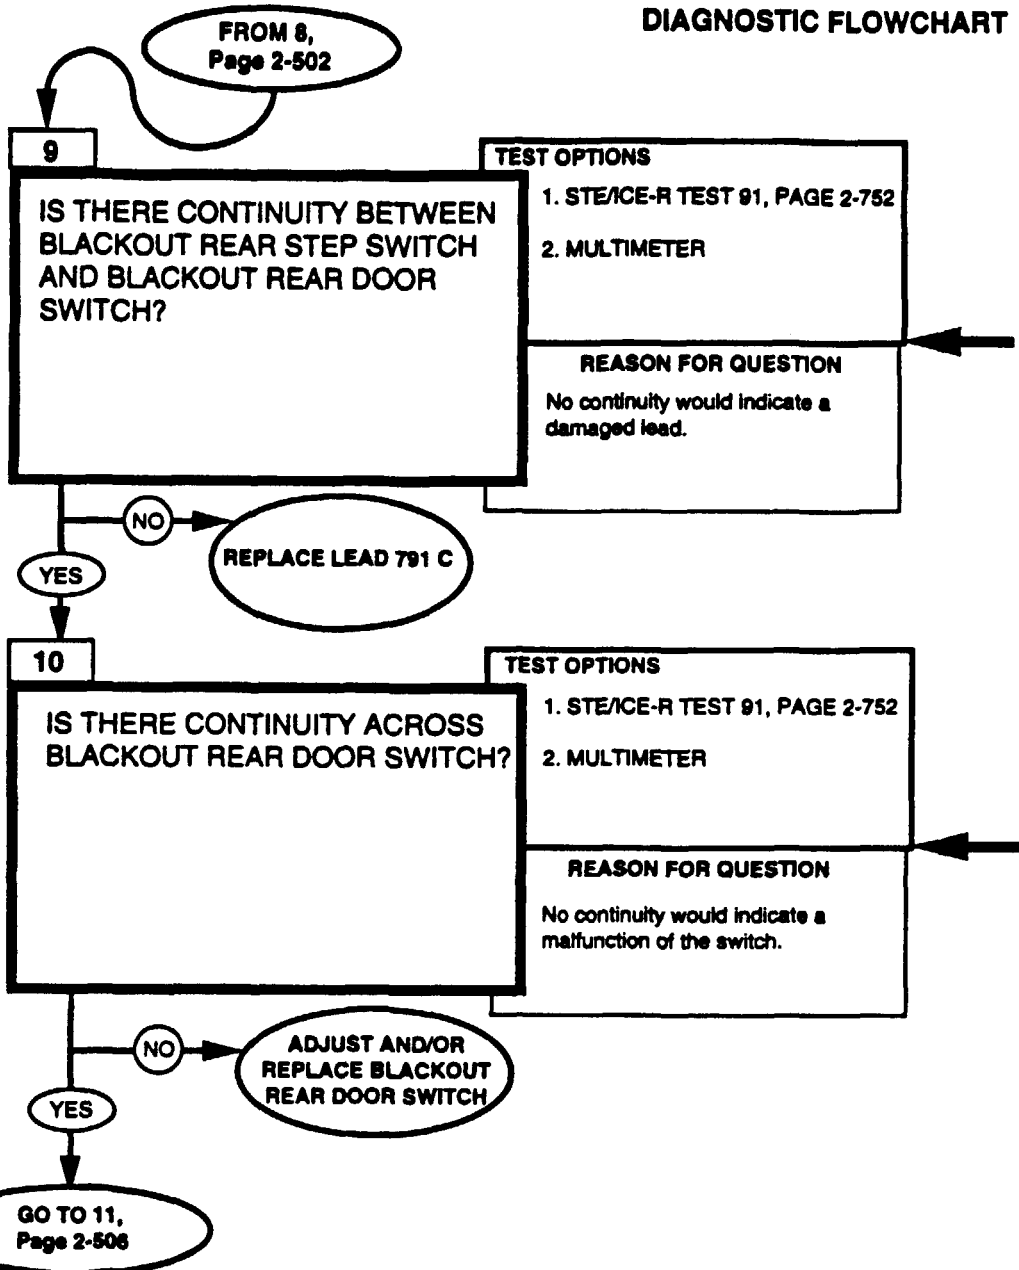 DIAGNOSTIC FLOWCHART
FROM 8,
Page 2-502
9
IS THERE CONTINUITY BETWEEN
BLACKOUT REAR STEP SWITCH
AND BLACKOUT REAR DOOR
SWITCH?
TEST OPTIONS
1. STE/ICE-R TEST 91, PAGE 2-752
2. MULTIMETER
REASON FOR QUESTION
No continuity would indicate a
damaged lead.
NO
REPLACE LEAD 791 C
YES
10
IS THERE CONTINUITY ACROSS
BLACKOUT REAR DOOR SWITCH?
TEST OPTIONS
1. STE/ICE-R TEST 91, PAGE 2-752
2. MULTIMETER
REASON FOR QUESTION
No continuity would indicate a
malfunction of the switch.
NO
ADJUST AND/OR
REPLACE BLACKOUT
REAR DOOR SWITCH
YES
GO TO 11,
Page 2-506